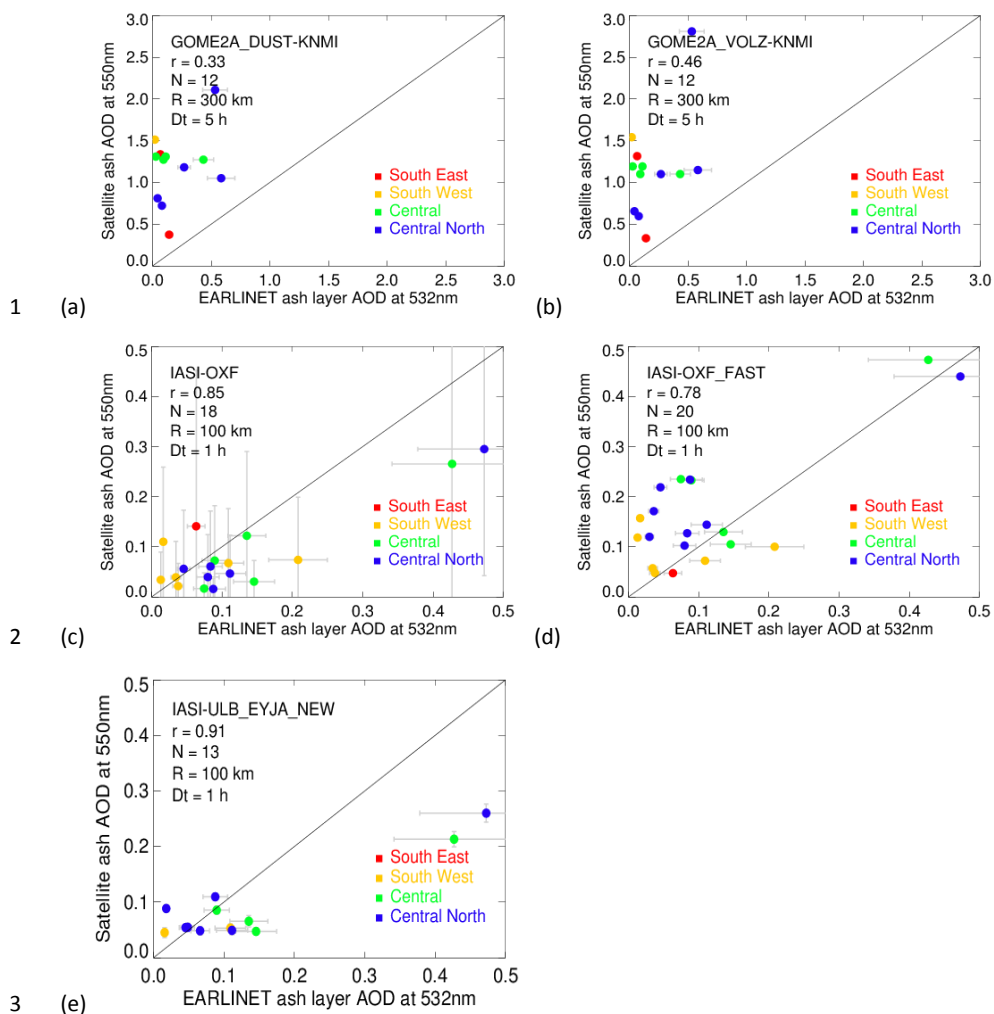 GOME2A_DUST-KNMI
r = 0.33
N = 12
R = 300 km
Dt = 5 h
South East
South West
Central
Central North
Satellite ash AOD at 550nm
3.0
2.5
2.0
1.5
1.0
0.5
0.0
0.0 0.5 1.0 1.5 2.0 2.5 3.0
EARLINET ash layer AOD at 532nm
1 (a)
GOME2A_VOLZ-KNMI
r = 0.46
N = 12
R = 300 km
Dt = 5 h
South East
South West
Central
Central North
Satellite ash AOD at 550nm
3.0
2.5
2.0
1.5
1.0
0.5
0.0
0.0 0.5 1.0 1.5 2.0 2.5 3.0
EARLINET ash layer AOD at 532nm
(b)
IASI-OXF
r = 0.85
N = 18
R = 100 km
Dt = 1 h
South East
South West
Central
Central North
Satellite ash AOD at 550nm
0.5
0.4
0.3
0.2
0.1
0.0
0.0 0.1 0.2 0.3 0.4 0.5
EARLINET ash layer AOD at 532nm
2 (c)
IASI-OXF_FAST
r = 0.78
N = 20
R = 100 km
Dt = 1 h
South East
South West
Central
Central North
Satellite ash AOD at 550nm
0.5
0.4
0.3
0.2
0.1
0.0
0.0 0.1 0.2 0.3 0.4 0.5
EARLINET ash layer AOD at 532nm
(d)
IASI-ULB_EYJA_NEW
r = 0.91
N = 13
R = 100 km
Dt = 1 h
South East
South West
Central
Central North
Satellite ash AOD at 550nm
0.5
0.4
0.3
0.2
0.1
0.0
0.0 0.1 0.2 0.3 0.4 0.5
EARLINET ash layer AOD at 532nm
3 (e)